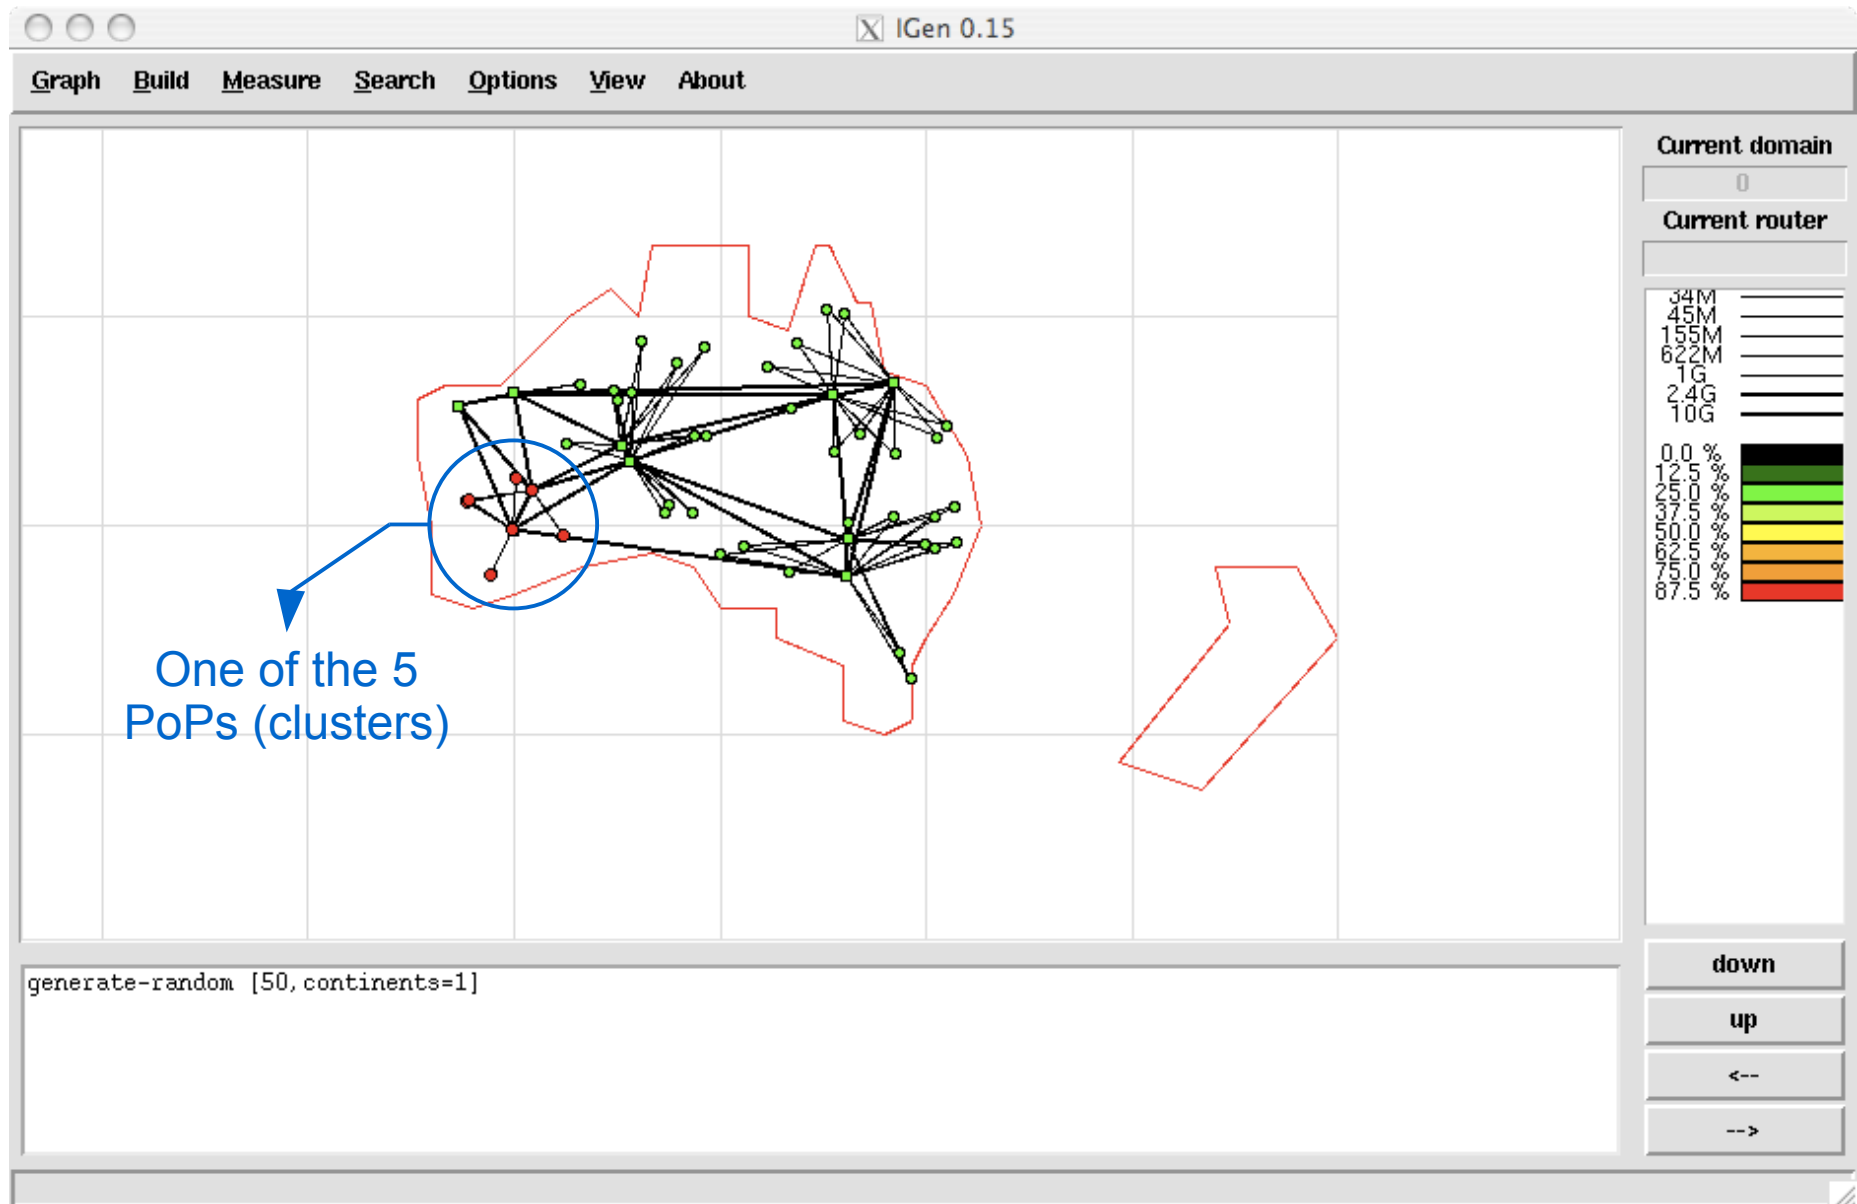 IGen 0.15
Graph Build Measure Search Options View About
Current domain
0
Current router
34M
45M
155M
622M
1G
2.4G
10G
0.0 %
12.5 %
25.0 %
37.5 %
50.0 %
62.5 %
75.0 %
87.5 %
One of the 5
PoPs (clusters)
generate-random [50,continents=1]
down
up
<--
-->